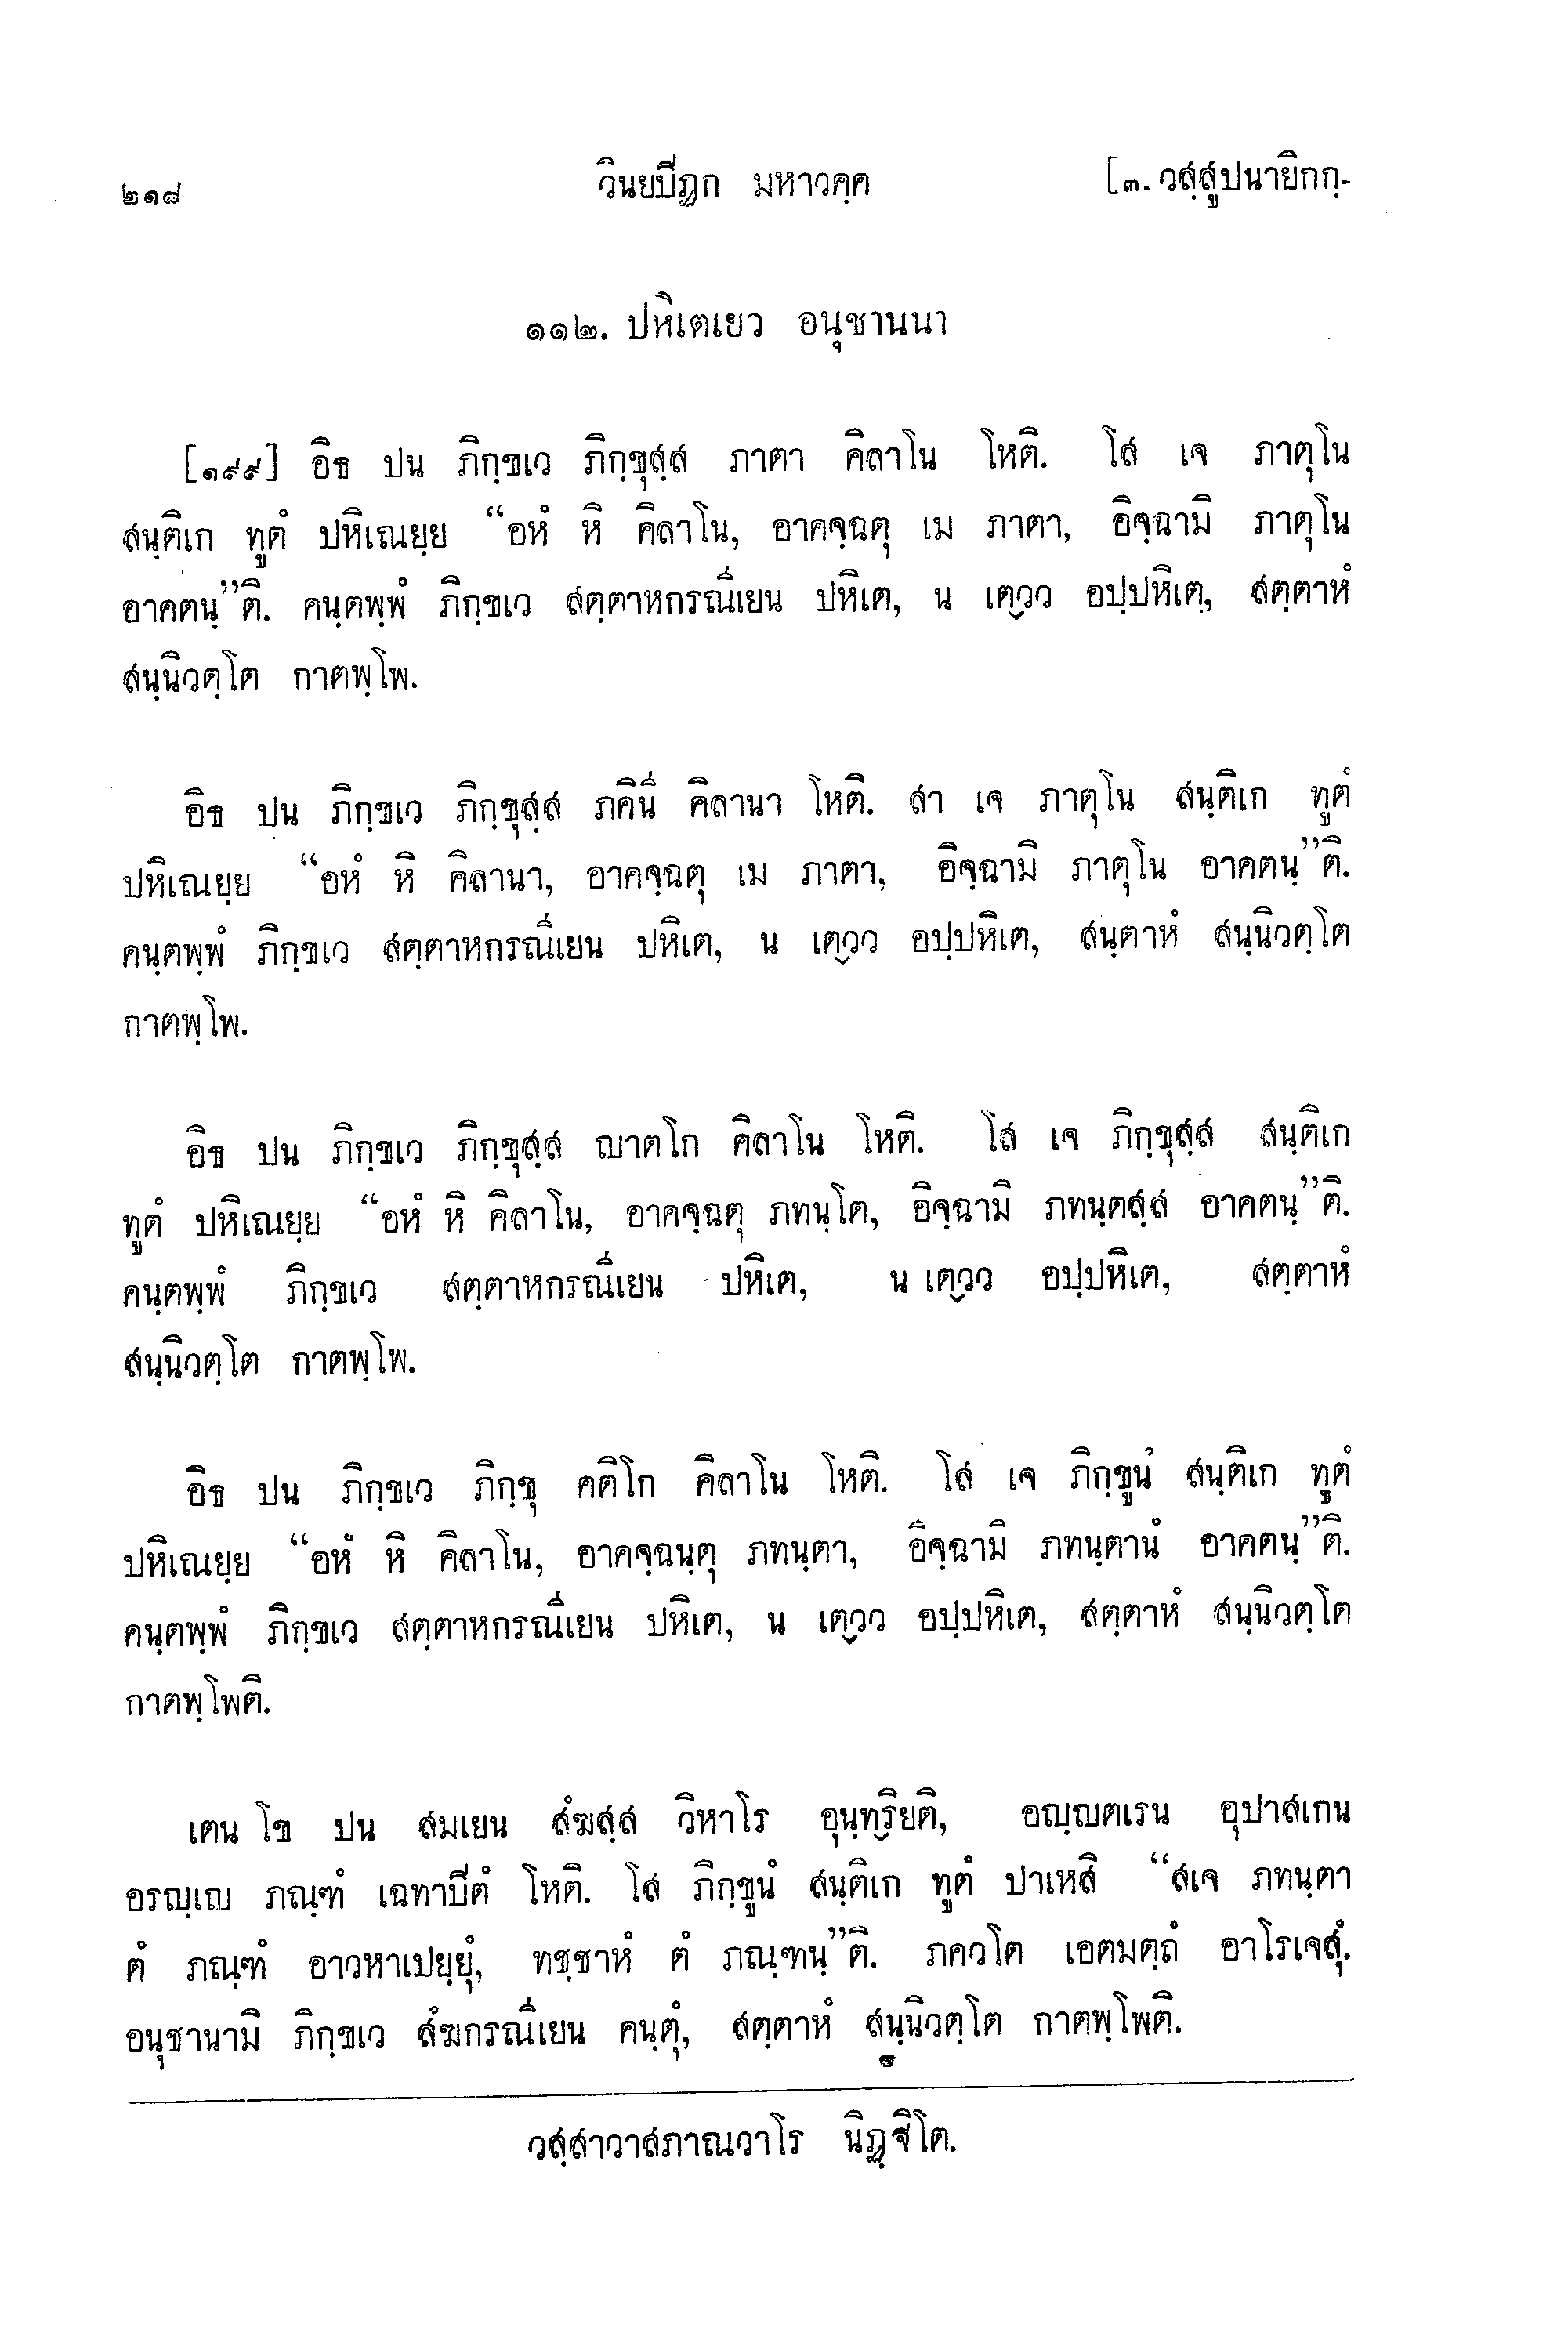 ๒๑๘ วินยปีฏก มหาวคฺค [๓. วสฺสูปนายิกกฺ-
๑๑๒. ปหิเตเยว อนุชานนา
[๑๙๙] อิธ ปน ภิกฺขเว ภิกฺขุสฺส ภาตา คิลาโน โหติ. โส เจ ภาตุโน
สนฺติเก ทูตํ ปหิเณยฺย “อหํ หิ คิลาโน, อาคจฺฉตุ เม ภาตา, อิจฺฉามิ ภาตุโน
อาคตนฺ”ติ. คนฺตพฺพํ ภิกฺขเว สตฺตาหกรณีเยน ปหิเต, น เตฺวว อปฺปหิเต, สตฺตาหํ
สนฺนิวตฺโต กาตพฺโพ.
อิธ ปน ภิกฺขเว ภิกฺขุสฺส ภคินี คิลานา โหติ. สา เจ ภาตุโน สนฺติเก ทูตํ
ปหิเณยฺย “อหํ หิ คิลานา, อาคจฺฉตุ เม ภาตา, อิจฺฉามิ ภาตุโน อาคตนฺ”ติ.
คนฺตพฺพํ ภิกฺขเว สตฺตาหกรณีเยน ปหิเต, น เตฺวว อปฺปหิเต, สนฺตาหํ สนฺนิวตฺโต
กาตพฺโพ.
อิธ ปน ภิกฺขเว ภิกฺขุสฺส ญาตโก คิลาโน โหติ. โส เจ ภิกฺขุสฺส สนฺติเก
ทูตํ ปหิเณยฺย “อหํ หิ คิลาโน, อาคจฺฉตุ ภทนฺโต, อิจฺฉามิ ภทนฺตสฺส อาคตนฺ”ติ.
คนฺตพฺพํ ภิกฺขเว สตฺตาหกรณีเยน ปหิเต, น เตฺวว อปฺปหิเต, สตฺตาหํ
สนฺนิวตฺโต กาตพฺโพ.
อิธ ปน ภิกฺขเว ภิกฺขุ คติโก คิลาโน โหติ. โส เจ ภิกฺขูนํ สนฺติเก ทูตํ
ปหิเณยฺย “อหํ หิ คิลาโน, อาคจฺฉนฺตุ ภทนฺตา, อิจฺฉามิ ภทนฺตานํ อาคตนฺ”ติ.
คนฺตพฺพํ ภิกฺขเว สตฺตาหกรณีเยน ปหิเต, น เตฺวว อปฺปหิเต, สตฺตาหํ สนฺนิวตฺโต
กาตพฺโพติ.
เตน โข ปน สมเยน สํฆสฺส วิหาโร อุนฺทฺริยติ, อญฺญตเรน อุปาสเกน
อรญฺเญ ภณฺฑํ เฉทาปีตํ โหติ. โส ภิกฺขูนํ สนฺติเก ทูตํ ปาเหสิ “สเจ ภทนฺตา
ตํ ภณฺฑํ อาวหาเปยฺยุํ, ทชฺชาหํ ตํ ภณฺฑนฺ”ติ. ภควโต เอตมตฺถํ อาโรเจสุํ.
อนุชานามิ ภิกฺขเว สํฆกรณีเยน คนฺตุํ, สตฺตาหํ สนฺนิวตฺโต กาตพฺโพติ.
วสฺสาวาสภาณวาโร นิฏฺฐิโต.